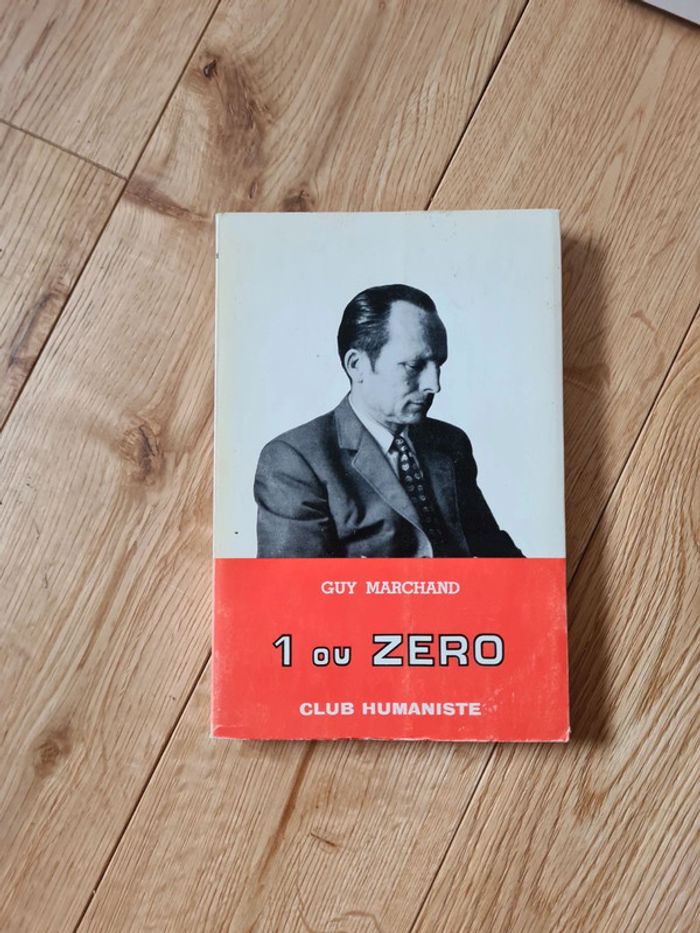 GUY MARCHAND
1 OU ZERO
CLUB HUMANISTE